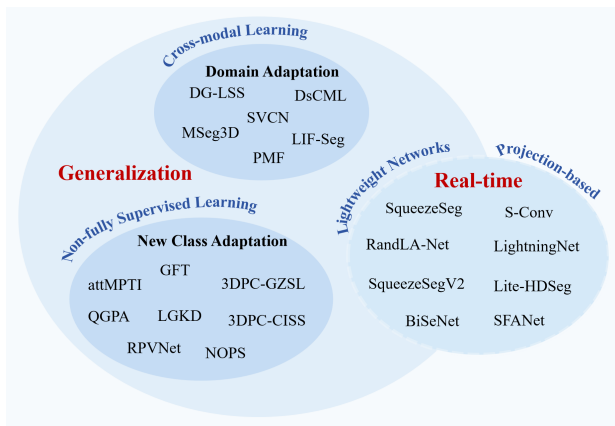 Cross-modal Learning
Domain Adaptation
DG-LSS
DsCML
SVCN
MSeg3D
LIF-Seg
PMF
Generalization
Non-fully Supervised Learning
New Class Adaptation
GFT
attMPTI
3DPC-GZSL
QGPA
LGKD
3DPC-CISS
RPVNet
NOPS
Lightweight Networks
Projection-based
Real-time
SqueezeSeg
S-Conv
RandLA-Net
LightningNet
SqueezeSegV2
Lite-HDSeg
BiSeNet
SFANet